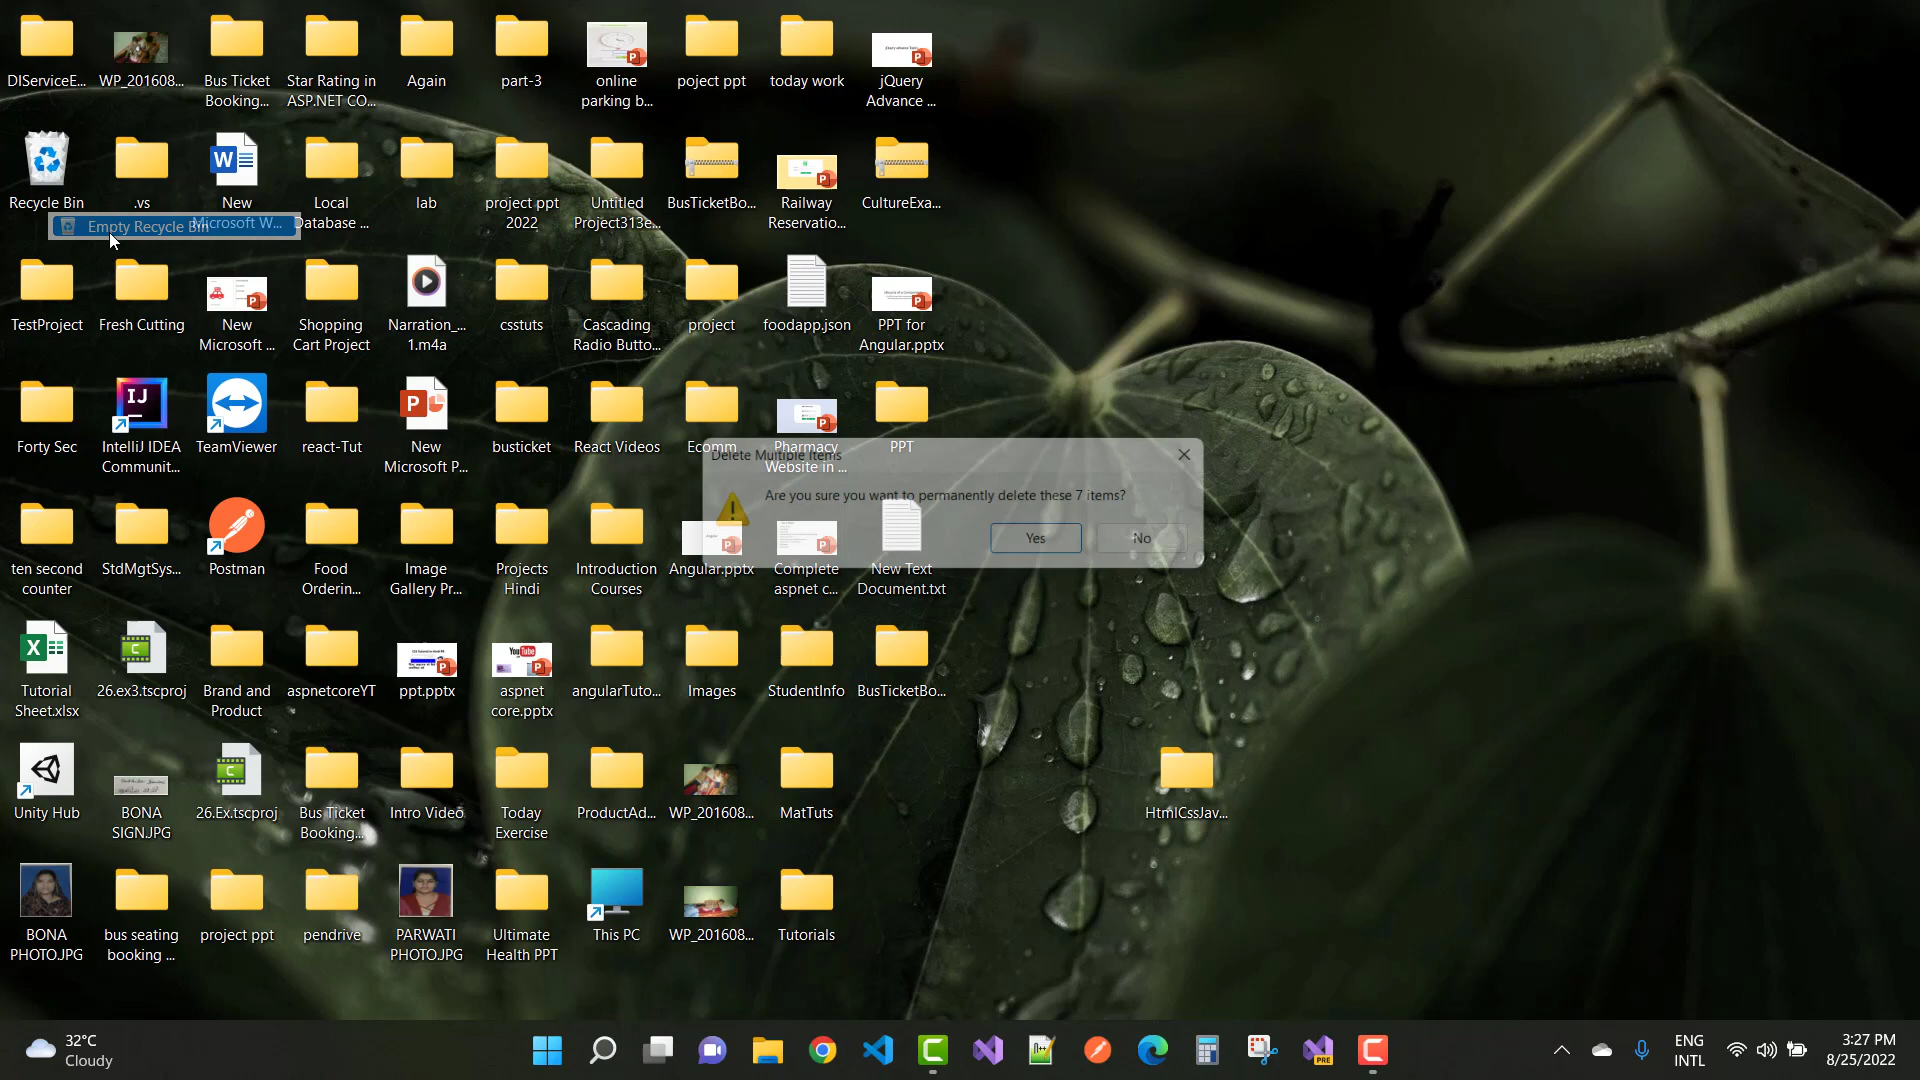 DIServiceE...
WP_201608...
Bus Ticket
Booking...
Star Rating in
ASP.NET CO...
Again
part-3
online
parking b...
poject ppt
today work
jQuery
Advance ...
Recycle Bin
.vs
New
Microsoft W...
Local
Database ...
lab
project ppt
2022
Untitled
Project313e...
BusTicketBo...
Railway
Reservatio...
CultureExa...
Empty Recycle Bin
TestProject
Fresh Cutting
New
Microsoft ...
Shopping
Cart Project
Narration_...
1.m4a
csstuts
Cascading
Radio Butto...
project
foodapp.json
PPT for
Angular.pptx
Forty Sec
IntelliJ IDEA
Communit...
TeamViewer
react-Tut
New
Microsoft P...
busticket
React Videos
Ecomm
Pharmacy
Website in ...
PPT
Delete Multiple Items
Are you sure you want to permanently delete these 7 items?
Yes
No
ten second
counter
StdMgtSys...
Postman
Food
Orderin...
Image
Gallery Pr...
Projects
Hindi
Introduction
Courses
Angular.pptx
Complete
aspnet c...
New Text
Document.txt
Tutorial
Sheet.xlsx
26.ex3.tscproj
Brand and
Product
aspnetcoreYT
ppt.pptx
aspnet
core.pptx
angularTuto...
Images
StudentInfo
BusTicketBo...
Unity Hub
BONA
SIGN.JPG
26.Ex.tscproj
Bus Ticket
Booking...
Intro Video
Today
Exercise
ProductAd...
WP_201608...
MatTuts
HtmlCssJav...
BONA
PHOTO.JPG
bus seating
booking ...
project ppt
pendrive
PARWATI
PHOTO.JPG
Ultimate
Health PPT
This PC
WP_201608...
Tutorials
32°C
Cloudy
PRE
ENG
INTL
3:27 PM
8/25/2022